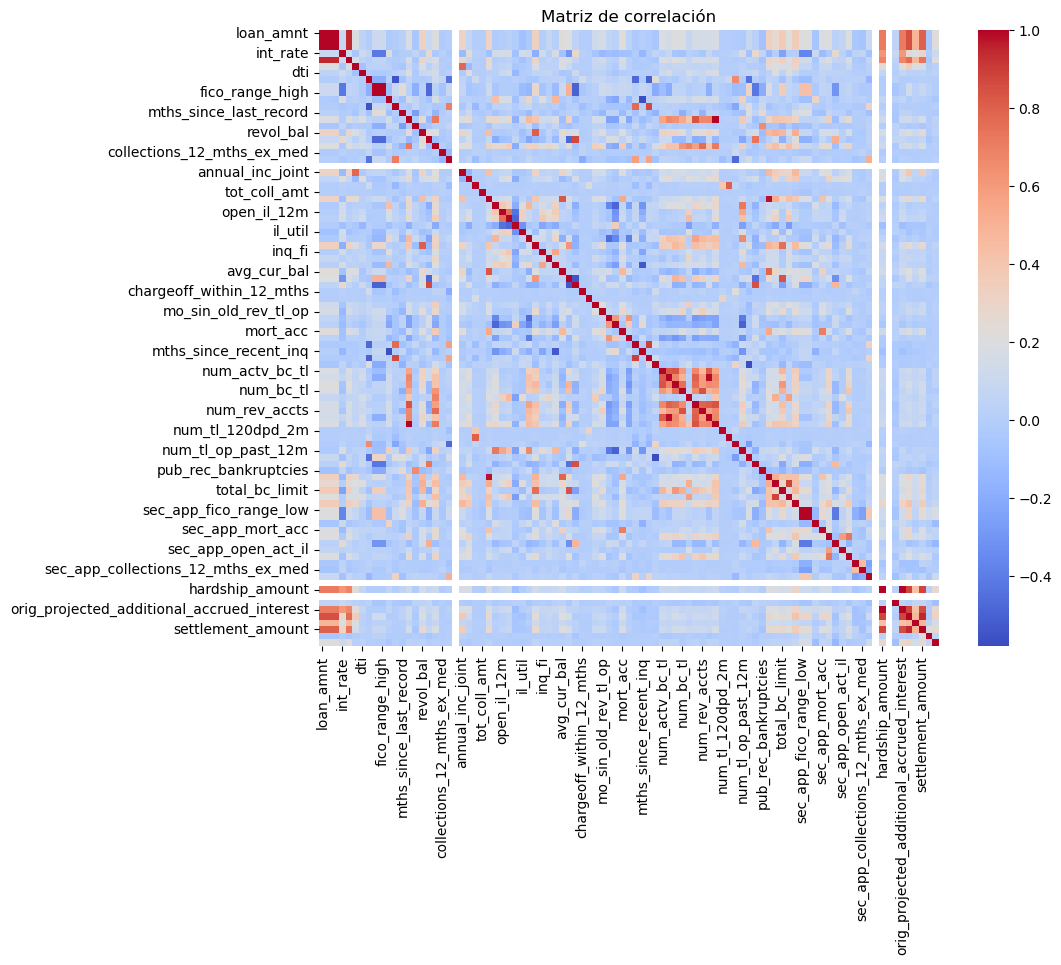 Matriz de correlación
loan_amnt
int_rate
dti
fico_range_high
mths_since_last_record
revol_bal
collections_12_mths_ex_med
annual_inc_joint
tot_coll_amt
open_il_12m
il_util
inq_fi
avg_cur_bal
chargeoff_within_12_mths
mo_sin_old_rev_tl_op
mort_acc
mths_since_recent_inq
num_actv_bc_tl
num_bc_tl
num_rev_accts
num_tl_120dpd_2m
num_tl_op_past_12m
pub_rec_bankruptcies
total_bc_limit
sec_app_fico_range_low
sec_app_mort_acc
sec_app_open_act_il
sec_app_collections_12_mths_ex_med
hardship_amount
orig_projected_additional_accrued_interest
settlement_amount
loan_amnt
int_rate
dti
fico_range_high
mths_since_last_record
revol_bal
collections_12_mths_ex_med
annual_inc_joint
tot_coll_amt
open_il_12m
il_util
inq_fi
avg_cur_bal
chargeoff_within_12_mths
mo_sin_old_rev_tl_op
mort_acc
mths_since_recent_inq
num_actv_bc_tl
num_bc_tl
num_rev_accts
num_tl_120dpd_2m
num_tl_op_past_12m
pub_rec_bankruptcies
total_bc_limit
sec_app_fico_range_low
sec_app_mort_acc
sec_app_open_act_il
sec_app_collections_12_mths_ex_med
hardship_amount
orig_projected_additional_accrued_interest
settlement_amount
1.0
0.8
0.6
0.4
0.2
0.0
−0.2
−0.4